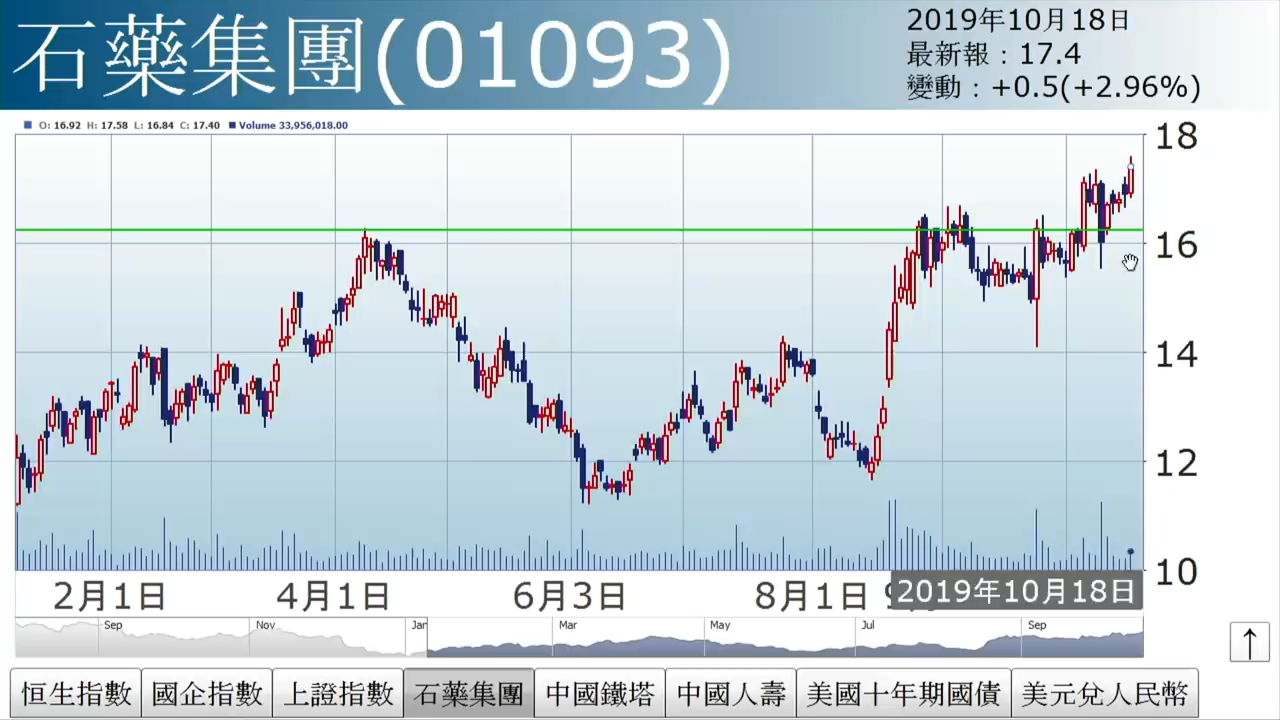 石藥集團(01093)
2019年10月18日
最新報：17.4
變動：+0.5(+2.96%)
O: 16.92 H: 17.58 L: 16.84 C: 17.40 Volume 33,956,018.00
18
16
14
12
10
2月1日 4月1日 6月3日 8月1日 2019年10月18日
Sep Nov Jan Mar May Jul Sep
↑
恒生指數 國企指數 上證指數 石藥集團 中國鐵塔 中國人壽 美國十年期國債 美元兌人民幣